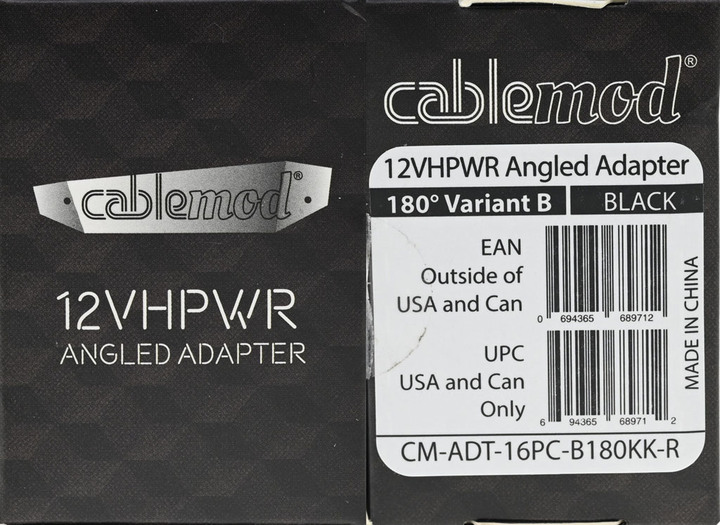 cablemod®
12VHPWR
ANGLED ADAPTER
cablemod®
12VHPWR Angled Adapter
180° Variant B BLACK
EAN
Outside of
USA and Can
0 694365 689712
UPC
USA and Can
Only
6 94365 68971 2
MADE IN CHINA
CM-ADT-16PC-B180KK-R